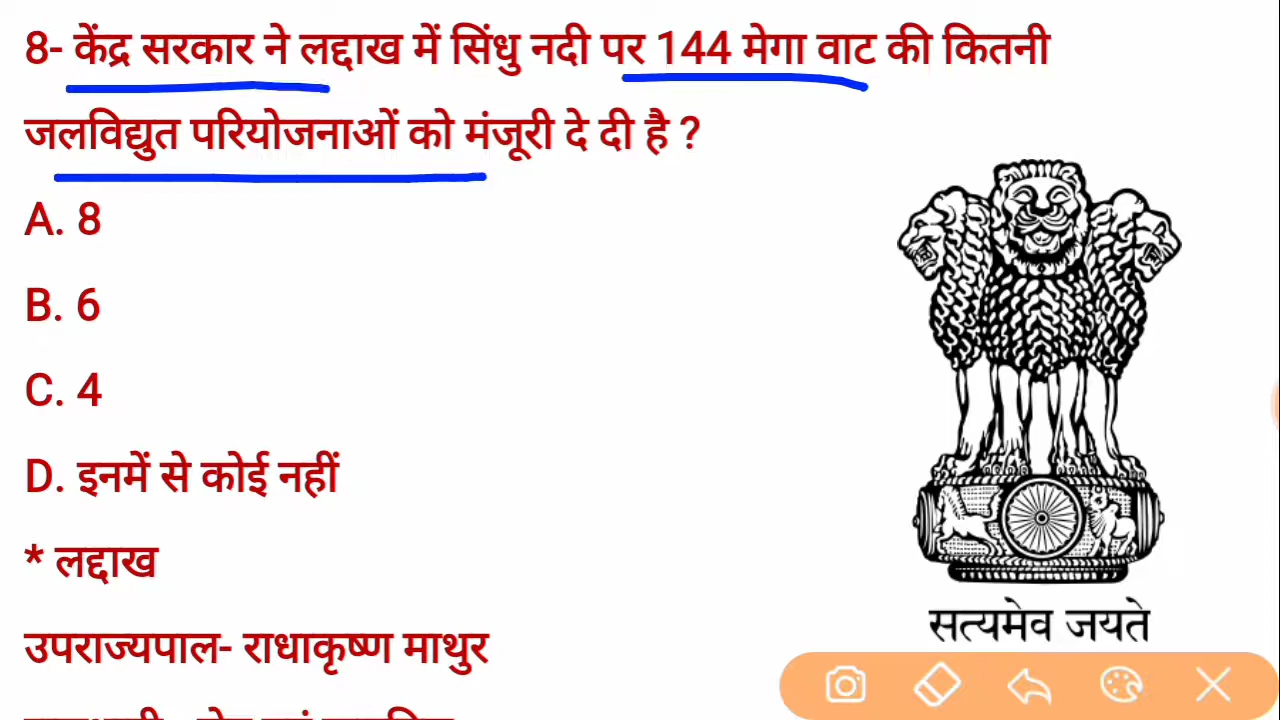 8- केंद्र सरकार ने लद्दाख में सिंधु नदी पर 144 मेगा वाट की कितनी
जलविद्युत परियोजनाओं को मंजूरी दे दी है ?
A. 8
B. 6
C. 4
D. इनमें से कोई नहीं
* लद्दाख
उपराज्यपाल- राधाकृष्ण माथुर
सत्यमेव जयते